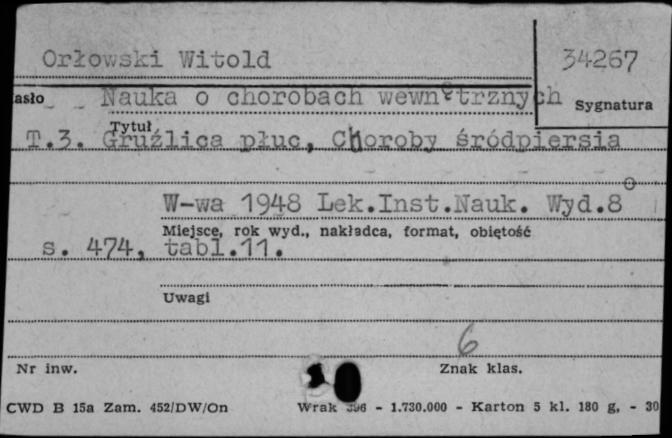 Orłowski Witold
34267
asło
Nauka o chorobach wewnętrznych
Sygnatura
Tytuł
T.3. Gruźlica płuc, Choroby śródpiersia
W-wa 1948 Lek.Inst.Nauk. Wyd.8°
Miejsce, rok wyd., nakładca, format, objętość
s. 474, tabl.11.
Uwagi
6
Nr inw.
Znak klas.
CWD B 15a Zam. 452/DW/On
Wrak 396 - 1.730.000 - Karton 5 kl. 180 g, - 30